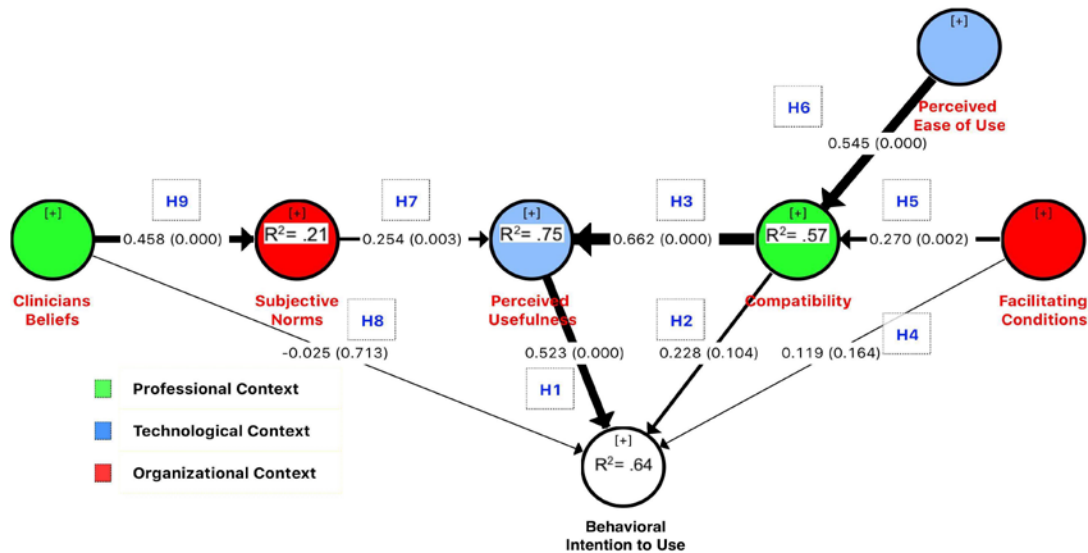 [+]
Perceived
Ease of Use
H6
0.545 (0.000)
H9
H7
H3
H5
[+]
[+]
[+]
[+]
[+]
R²= .21
R²= .75
R²= .57
0.458 (0.000)
0.254 (0.003)
0.662 (0.000)
0.270 (0.002)
Clinicians
Beliefs
Subjective
Norms
Perceived
Usefulness
Compatibility
Facilitating
Conditions
H8
H2
H4
-0.025 (0.713)
0.523 (0.000)
0.228 (0.104)
0.119 (0.164)
H1
Professional Context
Technological Context
Organizational Context
[+]
R²= .64
Behavioral
Intention to Use